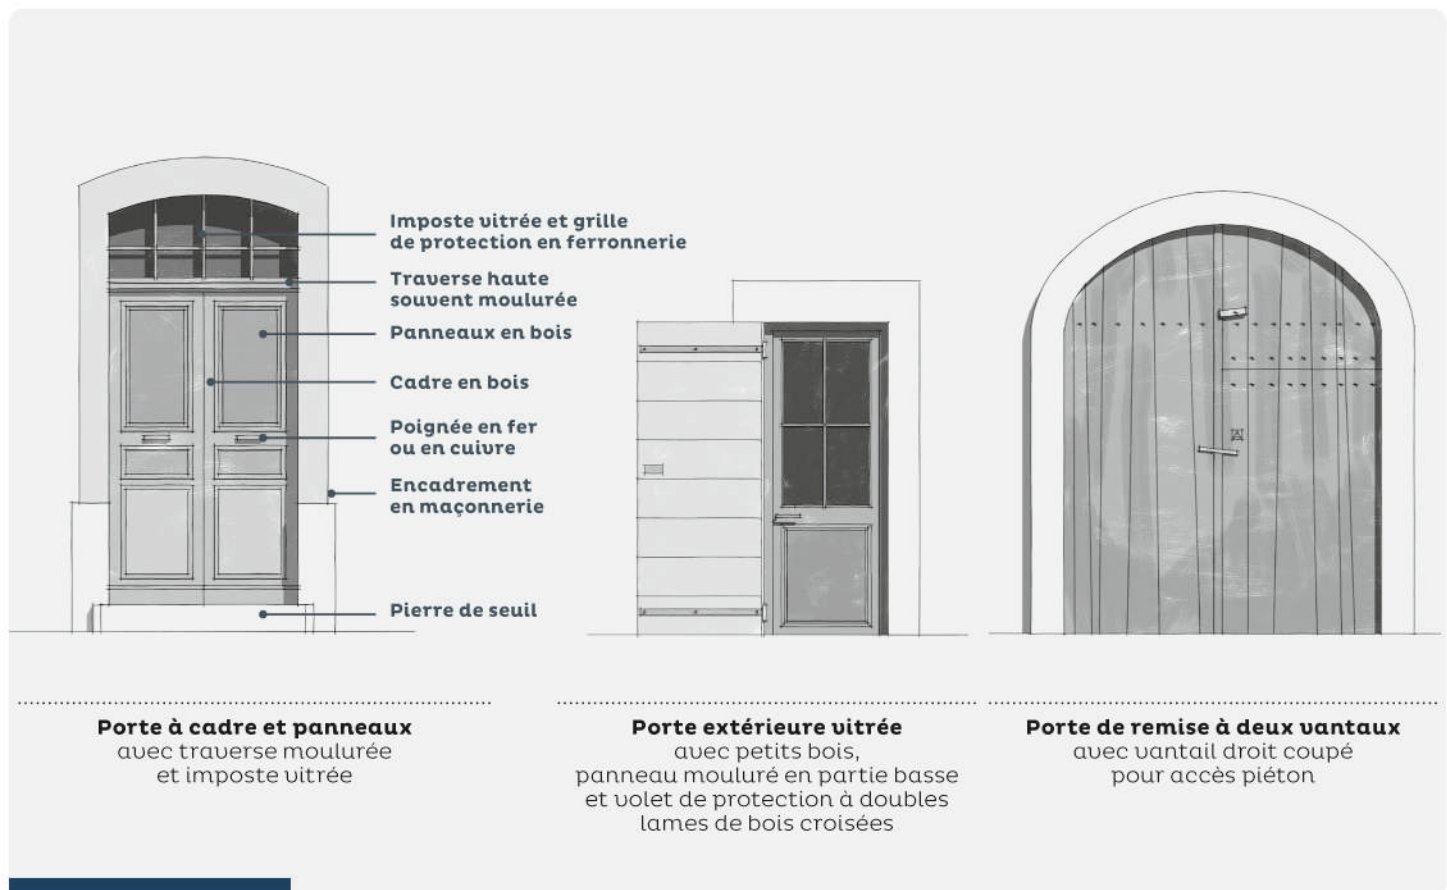 Imposte vitrée et grille
de protection en ferronnerie
Traverse haute
souvent moulurée
Panneaux en bois
Cadre en bois
Poignée en fer
ou en cuivre
Encadrement
en maçonnerie
Pierre de seuil
Porte à cadre et panneaux
avec traverse moulurée
et imposte vitrée
Porte extérieure vitrée
avec petits bois,
panneau mouluré en partie basse
et volet de protection à doubles
lames de bois croisées
Porte de remise à deux vantaux
avec vantail droit coupé
pour accès piéton